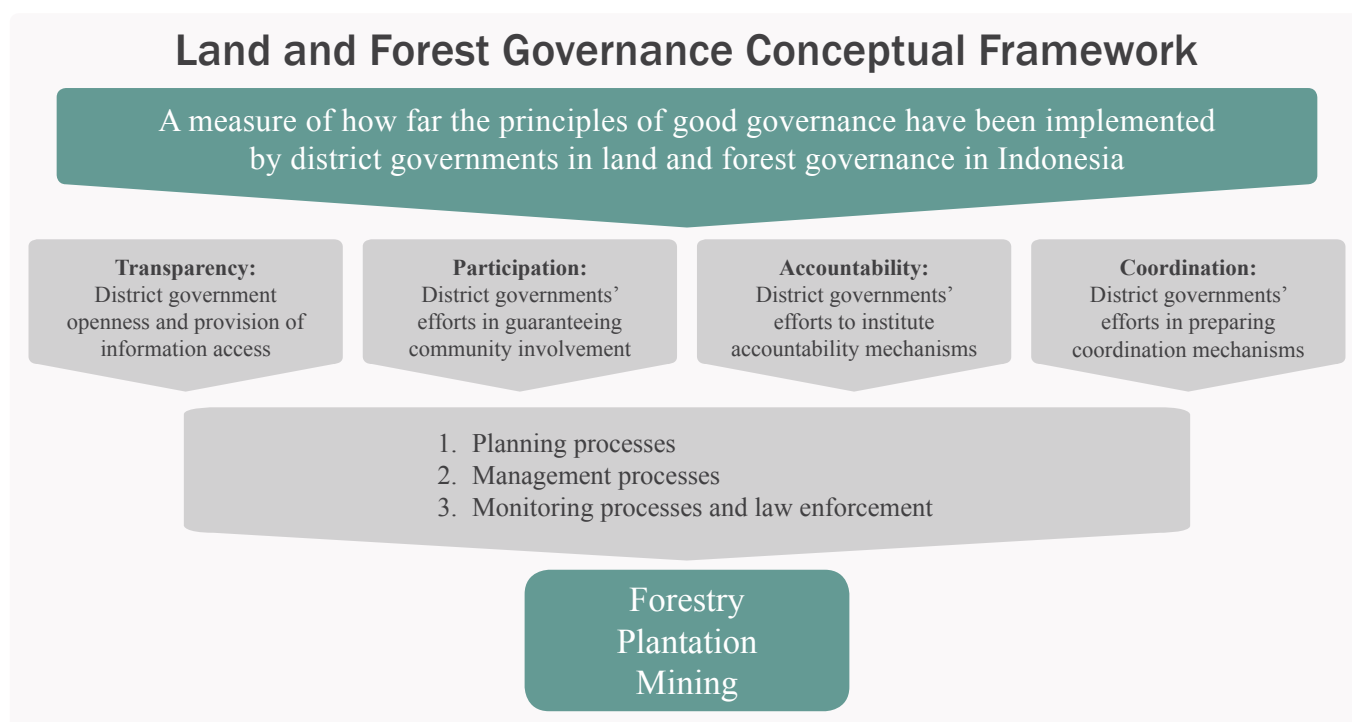 Land and Forest Governance Conceptual Framework
A measure of how far the principles of good governance have been implemented
by district governments in land and forest governance in Indonesia
Transparency:
District government
openness and provision of
information access
Participation:
District governments’
efforts in guaranteeing
community involvement
Accountability:
District governments’
efforts to institute
accountability mechanisms
Coordination:
District governments’
efforts in preparing
coordination mechanisms
1. Planning processes
2. Management processes
3. Monitoring processes and law enforcement
Forestry
Plantation
Mining